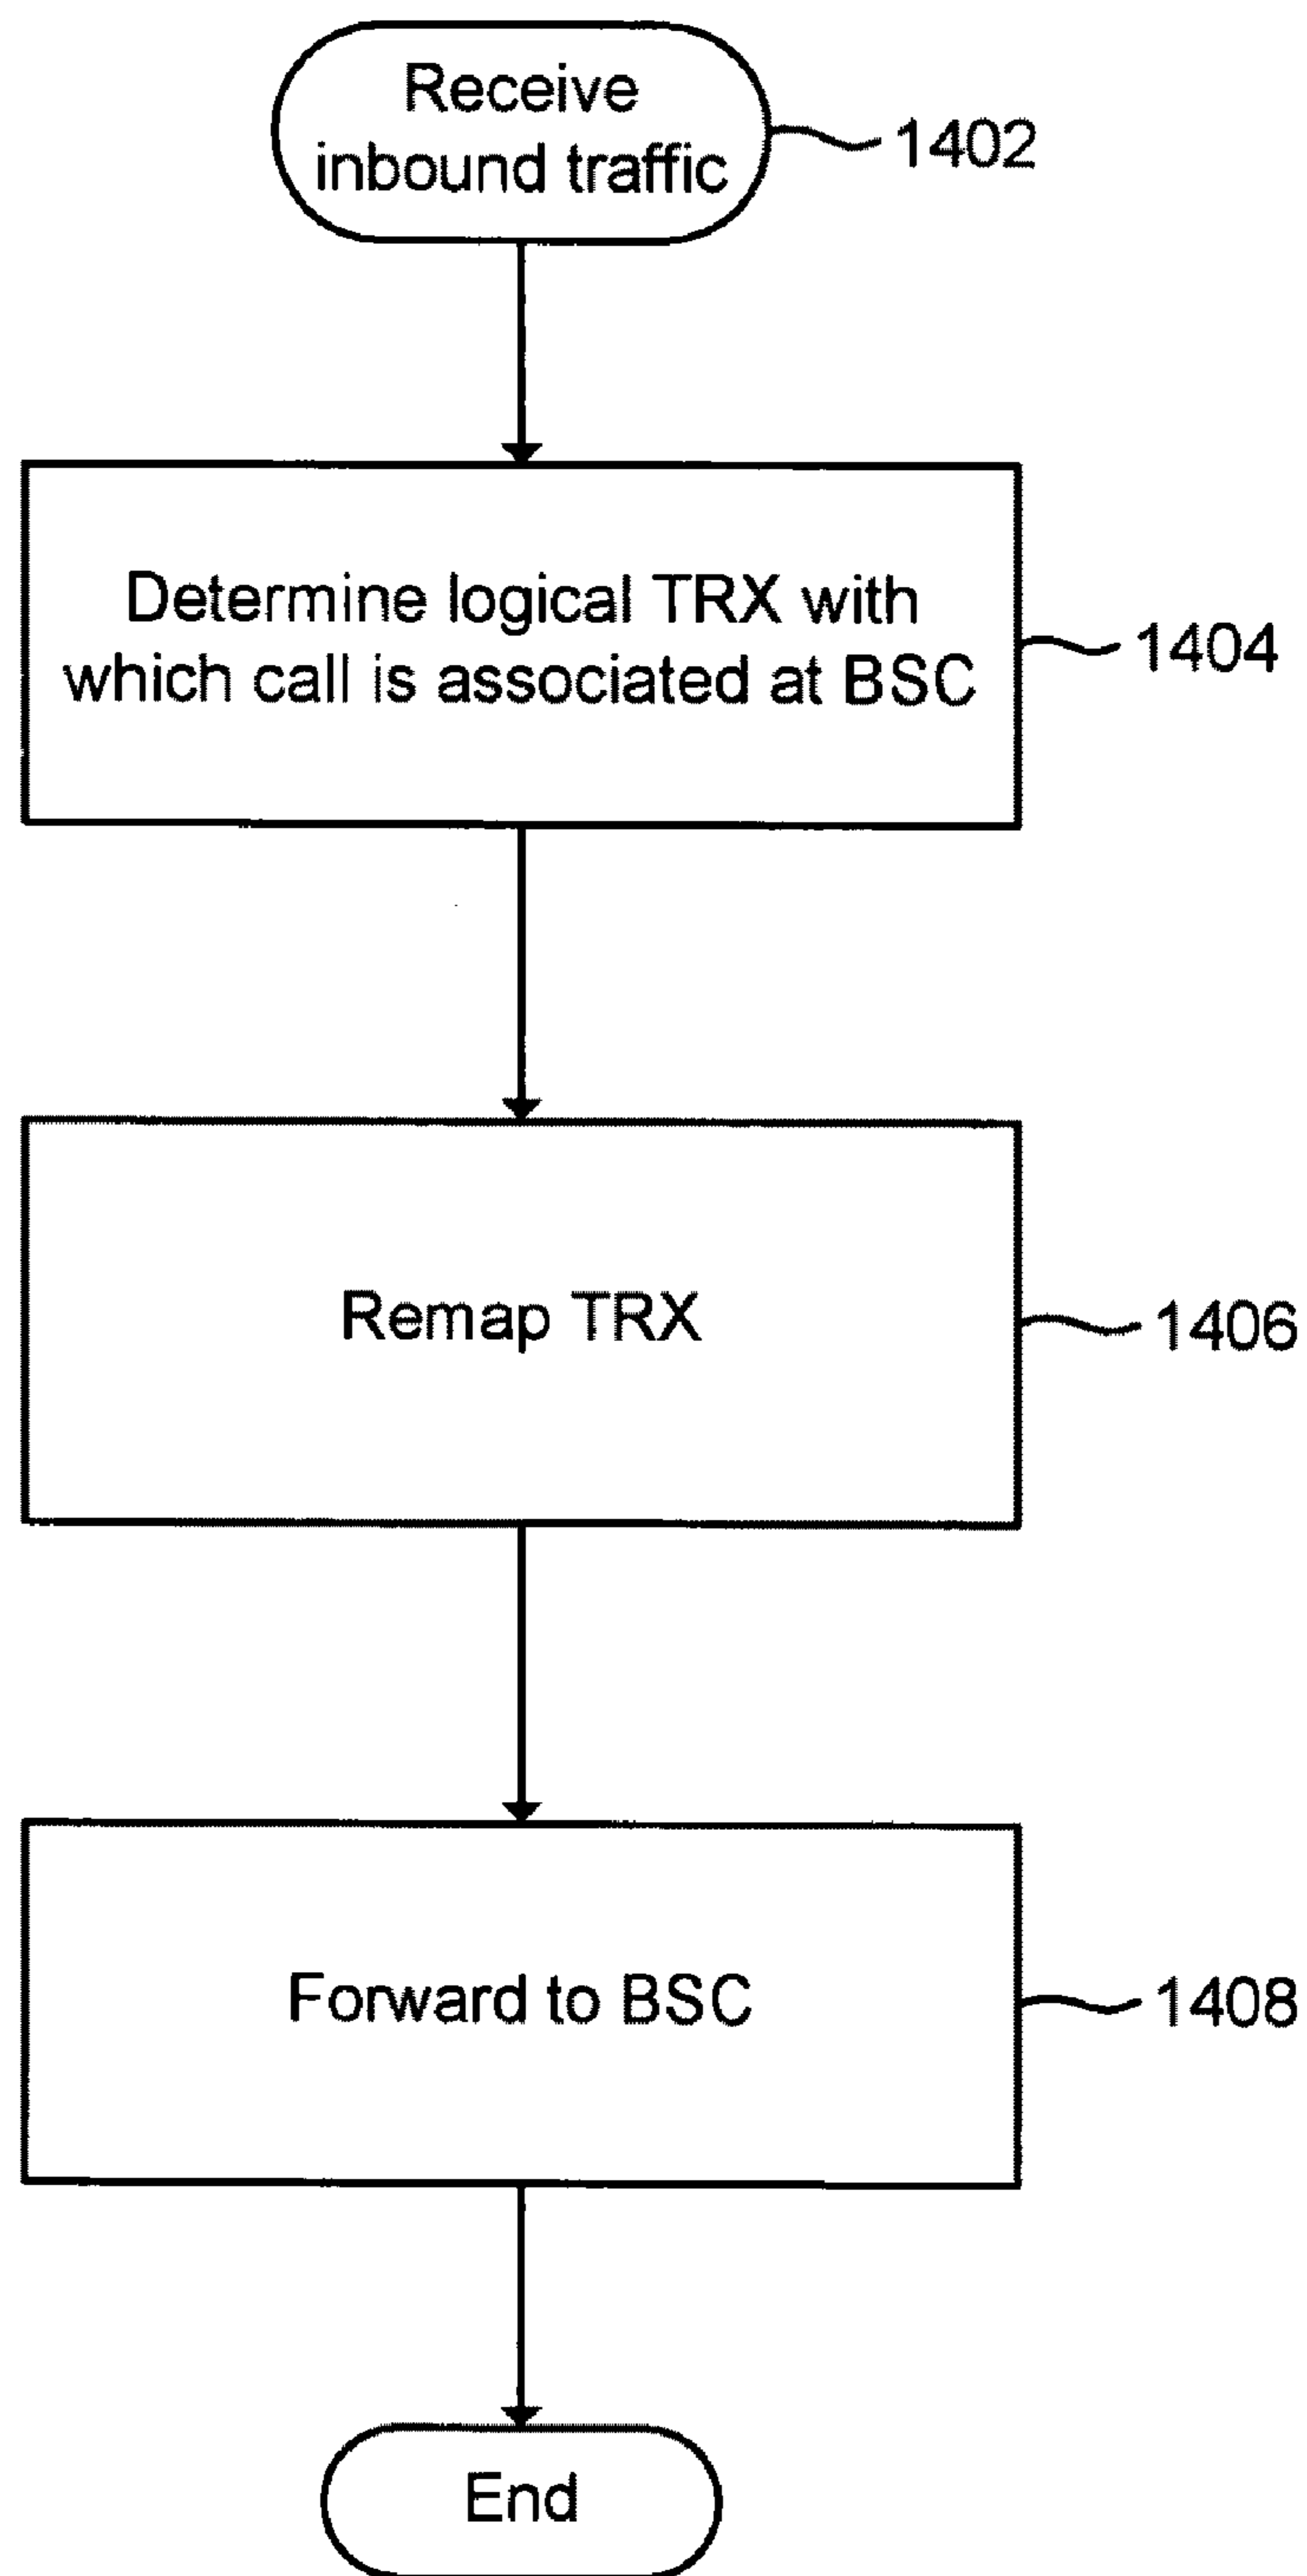 Receive
inbound traffic
1402
Determine logical TRX with
which call is associated at BSC
1404
Remap TRX
1406
Forward to BSC
1408
End